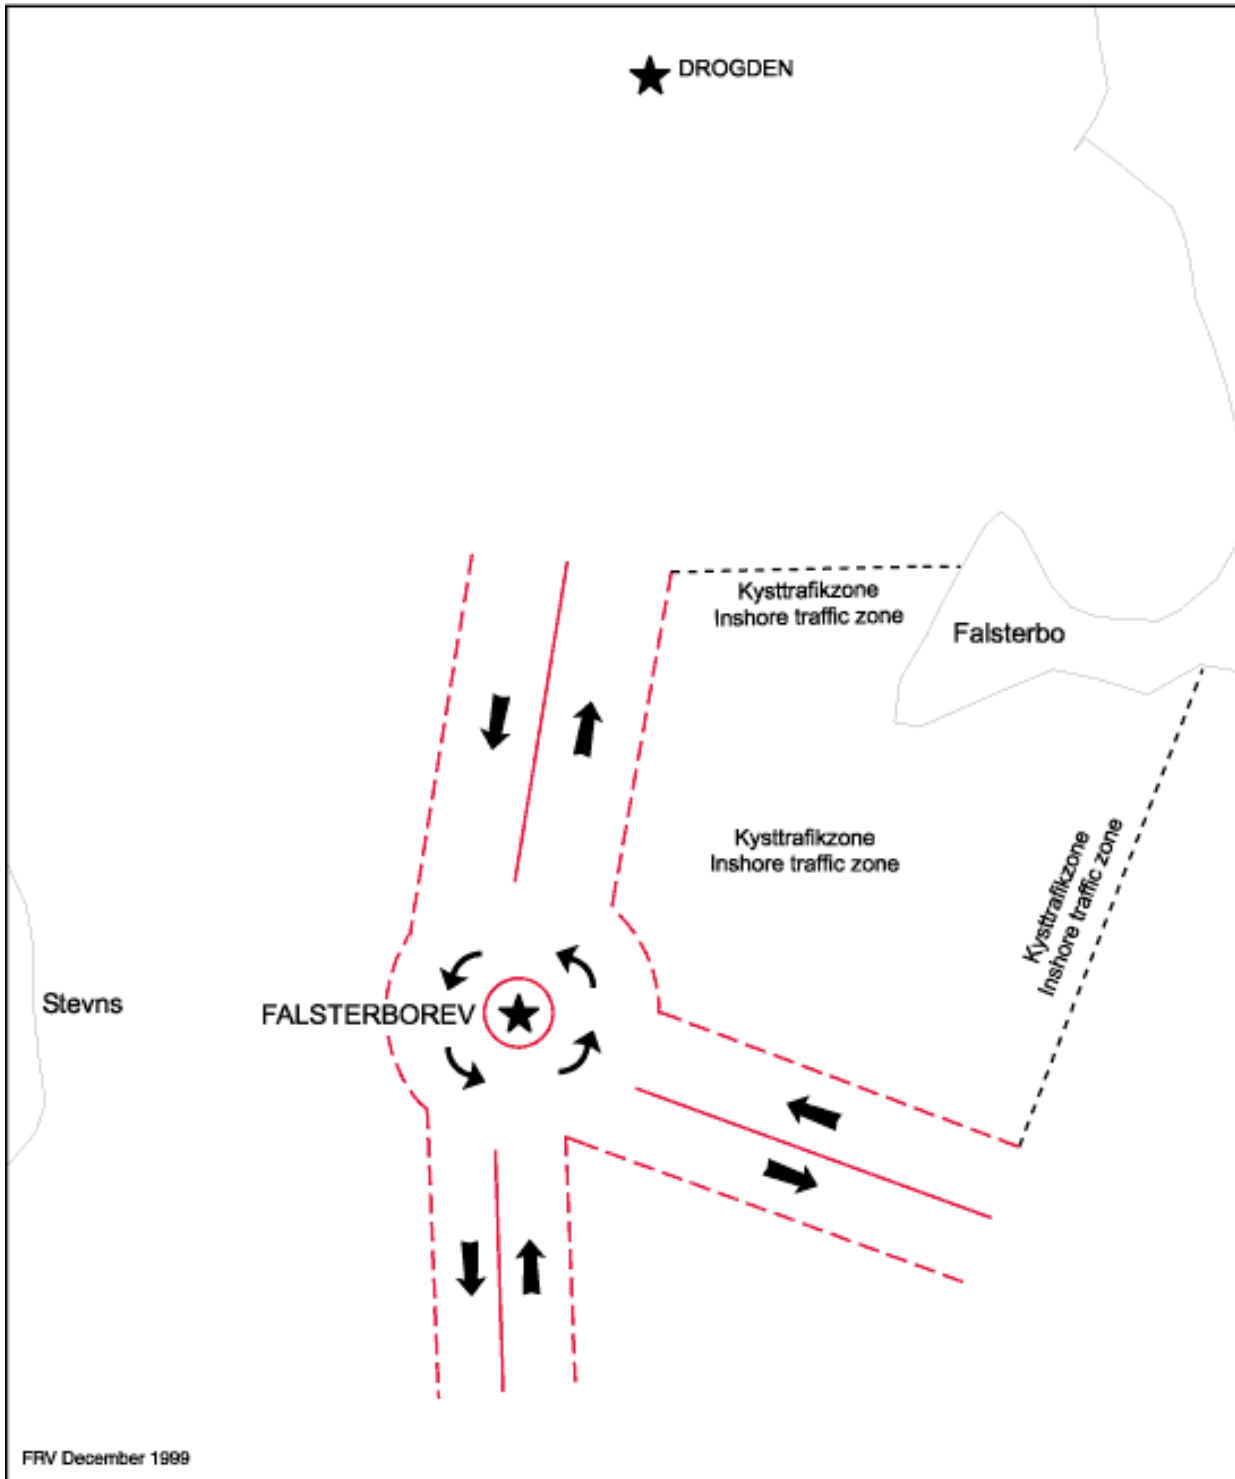 DROGDEN
Kysttrafikzone
Inshore traffic zone
Falsterbo
Kysttrafikzone
Inshore traffic zone
Kysttrafikzone
Inshore traffic zone
Stevns
FALSTERBOREV
FRV December 1999